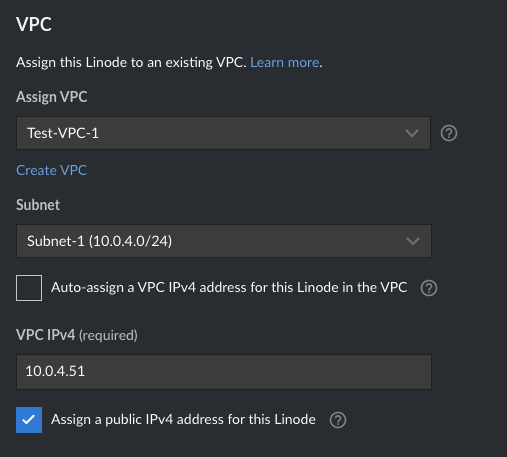 VPC
Assign this Linode to an existing VPC. Learn more.
Assign VPC
Test-VPC-1
Create VPC
Subnet
Subnet-1 (10.0.4.0/24)
Auto-assign a VPC IPv4 address for this Linode in the VPC
VPC IPv4 (required)
10.0.4.51
Assign a public IPv4 address for this Linode